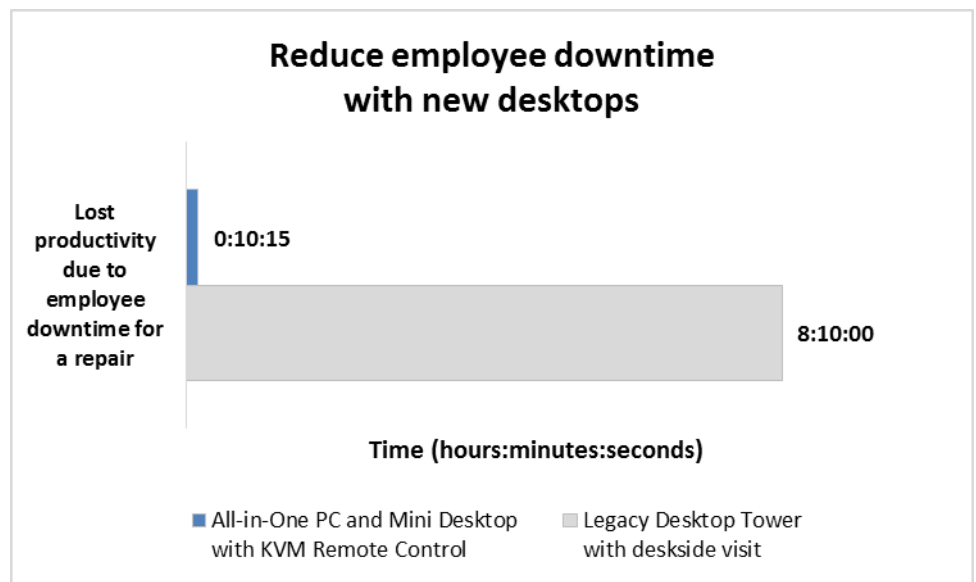 Reduce employee downtime
with new desktops
Lost
productivity
due to
employee
downtime for
a repair
0:10:15
8:10:00
Time (hours:minutes:seconds)
All-in-One PC and Mini Desktop
with KVM Remote Control
Legacy Desktop Tower
with deskside visit